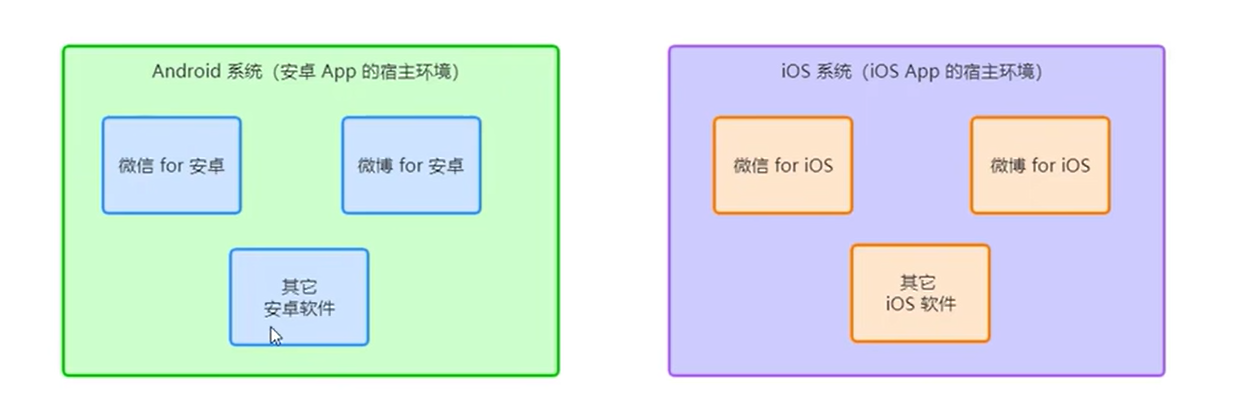 Android 系统（安卓 App 的宿主环境）
微信 for 安卓
微博 for 安卓
其它
安卓软件
iOS 系统（iOS App 的宿主环境）
微信 for iOS
微博 for iOS
其它
iOS 软件